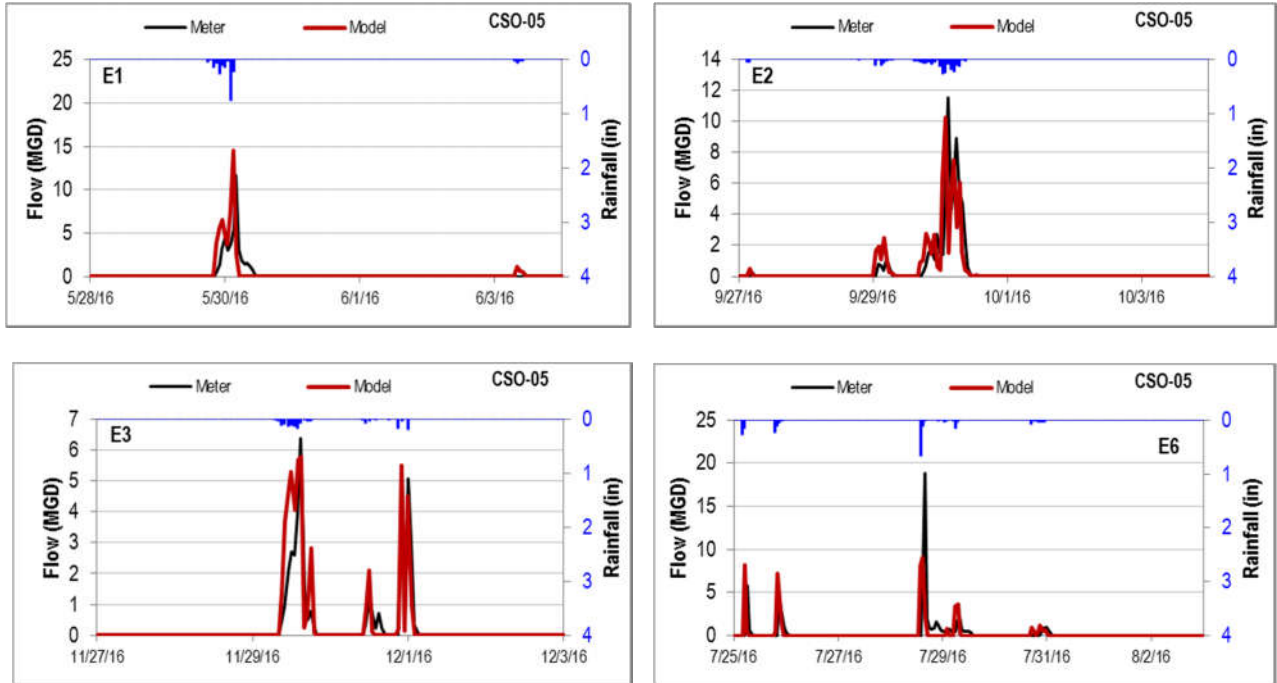 Meter Model CSO-05
E1
Flow (MGD)
25
20
15
10
5
0
Rainfall (in)
0
1
2
3
4
5/28/16 5/30/16 6/1/16 6/3/16
Meter Model CSO-05
E2
Flow (MGD)
14
12
10
8
6
4
2
0
Rainfall (in)
0
1
2
3
4
9/27/16 9/29/16 10/1/16 10/3/16
Meter Model CSO-05
E3
Flow (MGD)
7
6
5
4
3
2
1
0
Rainfall (in)
0
1
2
3
4
11/27/16 11/29/16 12/1/16 12/3/16
Meter Model CSO-05
E6
Flow (MGD)
25
20
15
10
5
0
Rainfall (in)
0
1
2
3
4
7/25/16 7/27/16 7/29/16 7/31/16 8/2/16